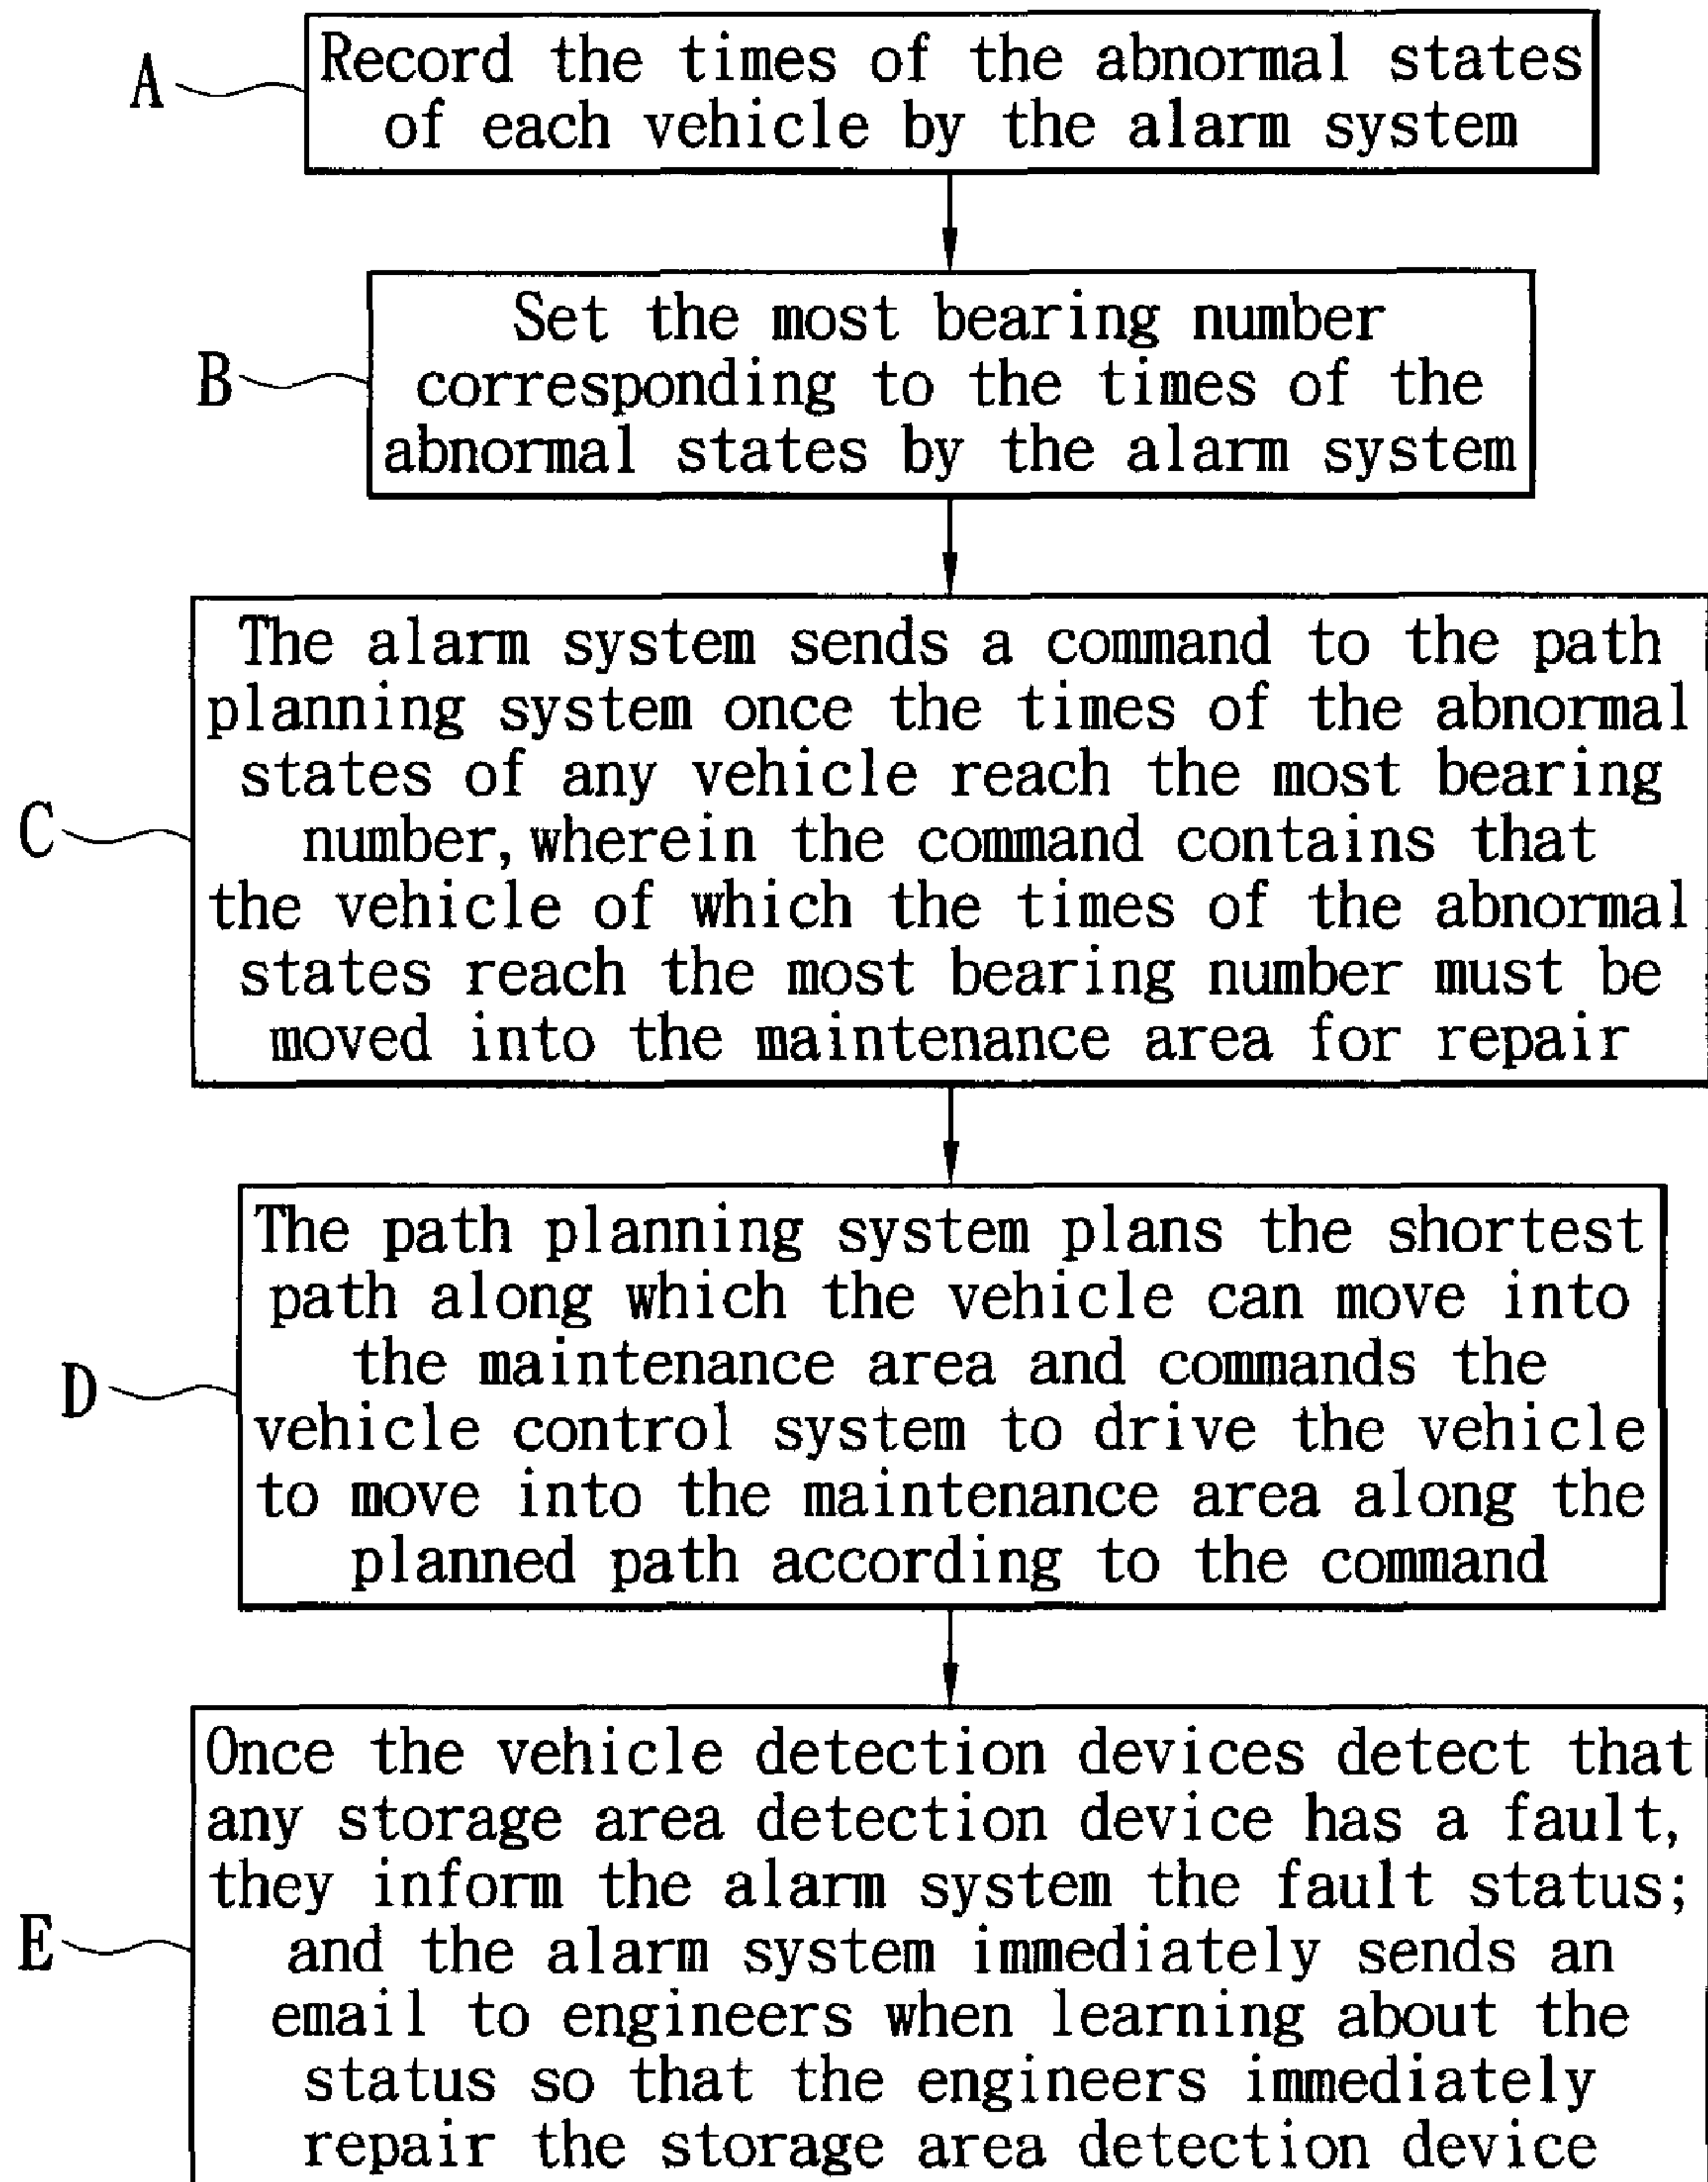 A
Record the times of the abnormal states
of each vehicle by the alarm system
B
Set the most bearing number
corresponding to the times of the
abnormal states by the alarm system
C
The alarm system sends a command to the path
planning system once the times of the abnormal
states of any vehicle reach the most bearing
number, wherein the command contains that
the vehicle of which the times of the abnormal
states reach the most bearing number must be
moved into the maintenance area for repair
D
The path planning system plans the shortest
path along which the vehicle can move into
the maintenance area and commands the
vehicle control system to drive the vehicle
to move into the maintenance area along the
planned path according to the command
E
Once the vehicle detection devices detect that
any storage area detection device has a fault,
they inform the alarm system the fault status;
and the alarm system immediately sends an
email to engineers when learning about the
status so that the engineers immediately
repair the storage area detection device